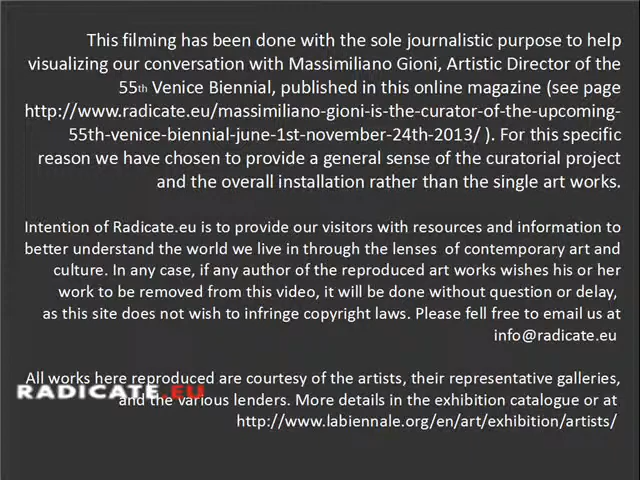 This filming has been done with the sole journalistic purpose to help
visualizing our conversation with Massimiliano Gioni, Artistic Director of the
55th Venice Biennial, published in this online magazine (see page
http://www.radicate.eu/massimiliano-gioni-is-the-curator-of-the-upcoming-
55th-venice-biennial-june-1st-november-24th-2013/ ). For this specific
reason we have chosen to provide a general sense of the curatorial project
and the overall installation rather than the single art works.
Intention of Radicate.eu is to provide our visitors with resources and information to
better understand the world we live in through the lenses of contemporary art and
culture. In any case, if any author of the reproduced art works wishes his or her
work to be removed from this video, it will be done without question or delay,
as this site does not wish to infringe copyright laws. Please fell free to email us at
info@radicate.eu
All works here reproduced are courtesy of the artists, their representative galleries,
RADICATE.EU
and the various lenders. More details in the exhibition catalogue or at
http://www.labiennale.org/en/art/exhibition/artists/